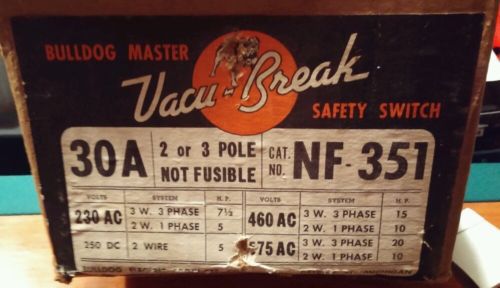 BULLDOG MASTER
Vacu-Break
SAFETY SWITCH
30A 2 or 3 POLE NOT FUSIBLE CAT. NO. NF-351
VOLTS SYSTEM H.P. VOLTS SYSTEM H.P.
230 AC 3 W. 3 PHASE 7½ 460 AC 3 W. 3 PHASE 15
2 W. 1 PHASE 5 2 W. 1 PHASE 10
250 DC 2 WIRE 5 575 AC 3 W. 3 PHASE 20
2 W. 1 PHASE 10
BULLDOG